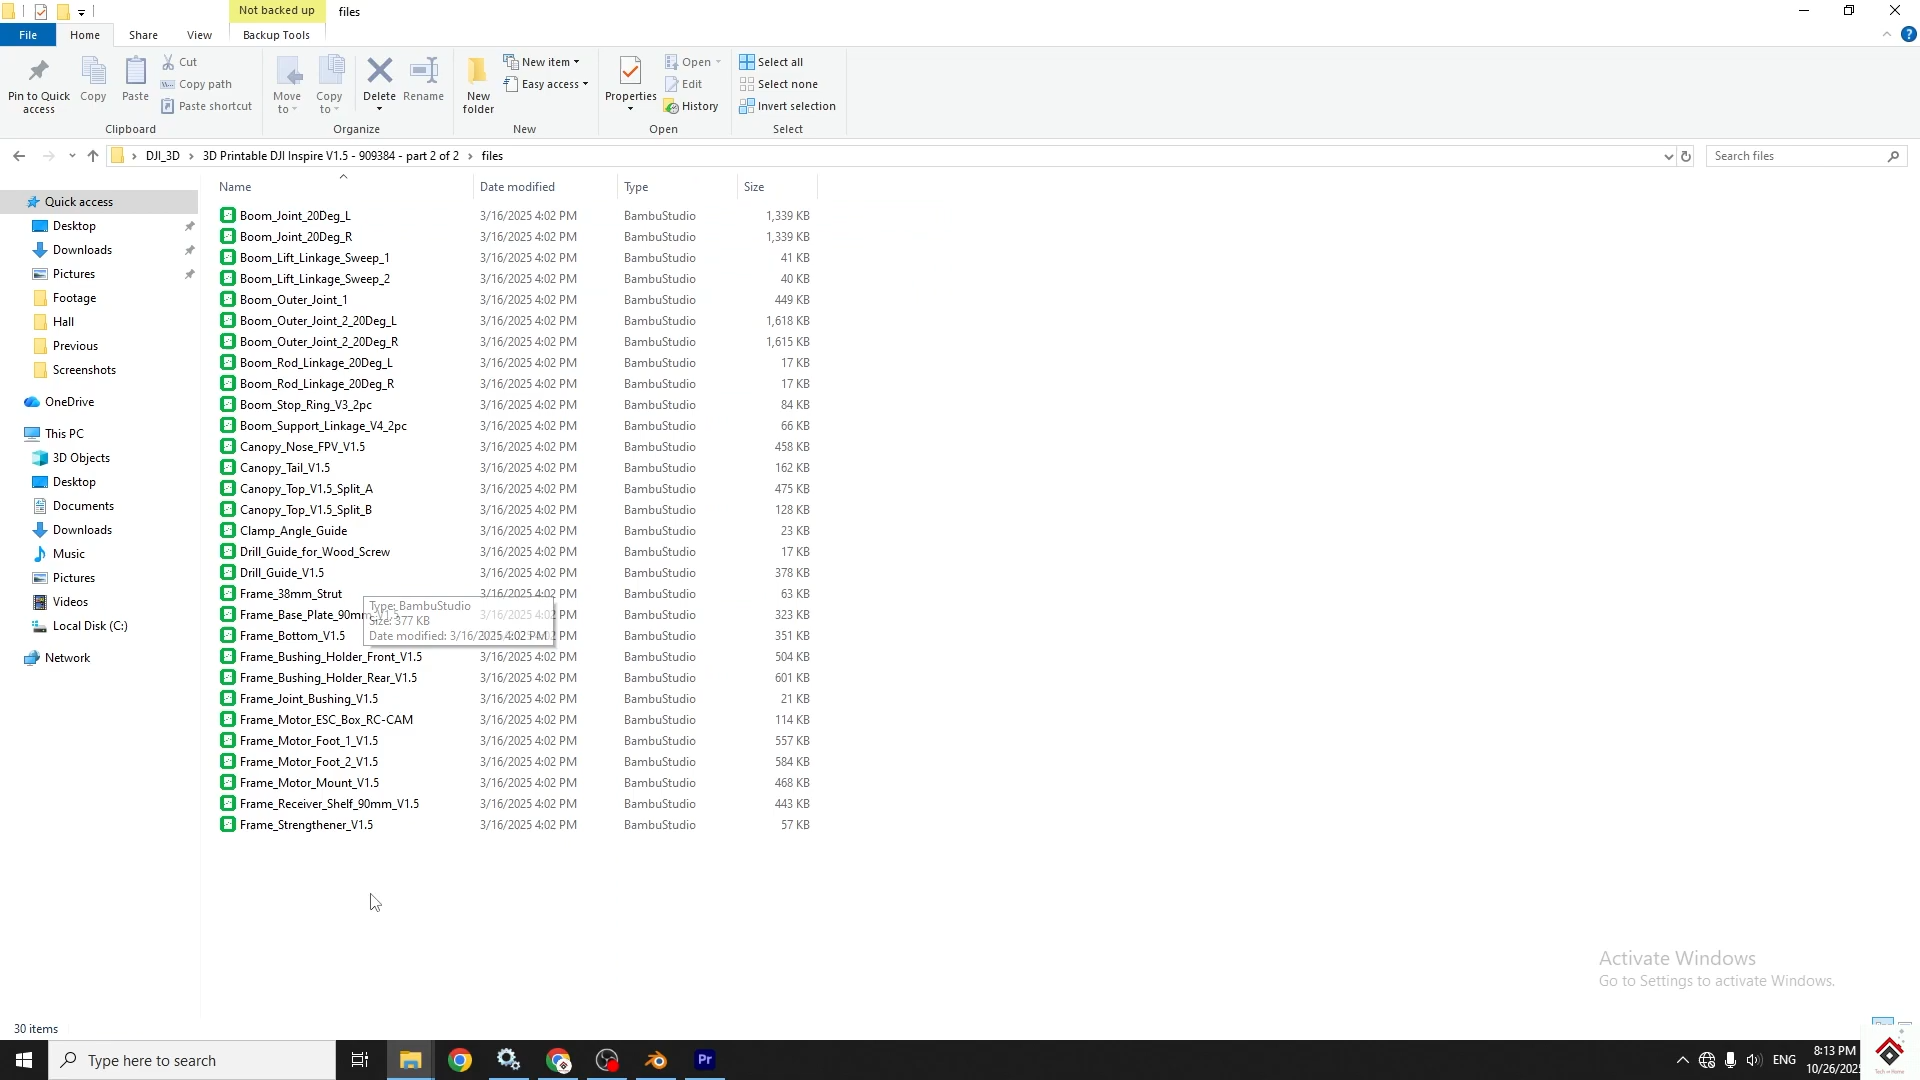 Not backed up
files
File
Home
Share
View
Backup Tools
Pin to Quick access
Copy
Paste
Cut
Copy path
Paste shortcut
Clipboard
Move to
Copy to
Delete
Rename
Organize
New folder
New item
Easy access
New
Properties
Open
Edit
History
Open
Select all
Select none
Invert selection
Select
DJI_3D > 3D Printable DJI Inspire V1.5 - 909384 - part 2 of 2 > files
Search files
Name Date modified Type Size
Quick access
Desktop
Downloads
Pictures
Footage
Hall
Previous
Screenshots
OneDrive
This PC
3D Objects
Desktop
Documents
Downloads
Music
Pictures
Videos
Local Disk (C:)
Network
Boom_Joint_20Deg_L 3/16/2025 4:02 PM BambuStudio 1,339 KB
Boom_Joint_20Deg_R 3/16/2025 4:02 PM BambuStudio 1,339 KB
Boom_Lift_Linkage_Sweep_1 3/16/2025 4:02 PM BambuStudio 41 KB
Boom_Lift_Linkage_Sweep_2 3/16/2025 4:02 PM BambuStudio 40 KB
Boom_Outer_Joint_1 3/16/2025 4:02 PM BambuStudio 449 KB
Boom_Outer_Joint_2_20Deg_L 3/16/2025 4:02 PM BambuStudio 1,618 KB
Boom_Outer_Joint_2_20Deg_R 3/16/2025 4:02 PM BambuStudio 1,615 KB
Boom_Rod_Linkage_20Deg_L 3/16/2025 4:02 PM BambuStudio 17 KB
Boom_Rod_Linkage_20Deg_R 3/16/2025 4:02 PM BambuStudio 17 KB
Boom_Stop_Ring_V3_2pc 3/16/2025 4:02 PM BambuStudio 84 KB
Boom_Support_Linkage_V4_2pc 3/16/2025 4:02 PM BambuStudio 66 KB
Canopy_Nose_FPV_V1.5 3/16/2025 4:02 PM BambuStudio 458 KB
Canopy_Tail_V1.5 3/16/2025 4:02 PM BambuStudio 162 KB
Canopy_Top_V1.5_Split_A 3/16/2025 4:02 PM BambuStudio 475 KB
Canopy_Top_V1.5_Split_B 3/16/2025 4:02 PM BambuStudio 128 KB
Clamp_Angle_Guide 3/16/2025 4:02 PM BambuStudio 23 KB
Drill_Guide_for_Wood_Screw 3/16/2025 4:02 PM BambuStudio 17 KB
Drill_Guide_V1.5 3/16/2025 4:02 PM BambuStudio 378 KB
Frame_38mm_Strut 3/16/2025 4:02 PM BambuStudio 63 KB
Frame_Base_Plate_90mm_V1.5 3/16/2025 4:02 PM BambuStudio 323 KB
Frame_Bottom_V1.5 4:02 PM BambuStudio 351 KB
Type: BambuStudio
Size: 377 KB
Date modified: 3/16/2025 4:02 PM
Frame_Bushing_Holder_Front_V1.5 3/16/2025 4:02 PM BambuStudio 504 KB
Frame_Bushing_Holder_Rear_V1.5 3/16/2025 4:02 PM BambuStudio 601 KB
Frame_Joint_Bushing_V1.5 3/16/2025 4:02 PM BambuStudio 21 KB
Frame_Motor_ESC_Box_RC-CAM 3/16/2025 4:02 PM BambuStudio 114 KB
Frame_Motor_Foot_1_V1.5 3/16/2025 4:02 PM BambuStudio 557 KB
Frame_Motor_Foot_2_V1.5 3/16/2025 4:02 PM BambuStudio 584 KB
Frame_Motor_Mount_V1.5 3/16/2025 4:02 PM BambuStudio 468 KB
Frame_Receiver_Shelf_90mm_V1.5 3/16/2025 4:02 PM BambuStudio 443 KB
Frame_Strengthener_V1.5 3/16/2025 4:02 PM BambuStudio 57 KB
Activate Windows
Go to Settings to activate Windows.
30 items
Type here to search
Pr
ENG
8:13 PM
10/26/202